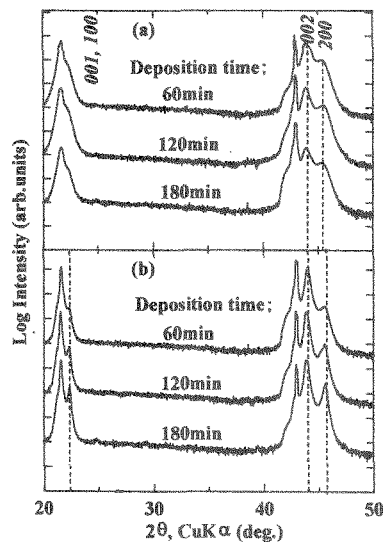 (a)
001, 100
002
200
Deposition time:
60min
120min
180min
(b)
Deposition time:
60min
120min
180min
Log Intensity (arb.units)
20 30 40 50
2θ, CuKα (deg.)